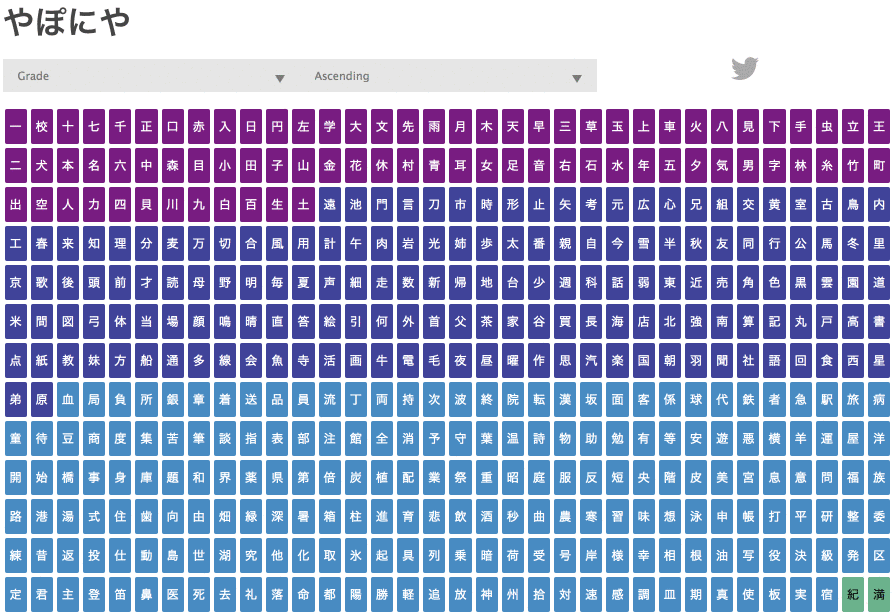 やぽにや
Grade
Ascending
一校十七千正口赤入日円左学大文先雨月木天早三草玉上車火八見下手虫立王
二犬本名六中森目小田子山金花休村青耳女足音右石水年五夕気男字林糸竹町
出空人力四貝川九白百生土遠池門言刀市時形止矢考元広心兄組交黄室古鳥内
工春来知理分麦万切合風用計午肉岩光姉歩太番親自今雪半秋友同行公馬冬里
京歌後頭前才読母野明毎夏声細走数新帰地台少週科話弱東近売角色黒雲園道
米間図弓体当場顔鳴晴直答絵引何外首父茶家谷買長海店北強南算記丸戸高書
点紙教妹方船通多線会魚寺活画牛電毛夜昼曜作思汽楽国朝羽聞社語回食西星
弟原血局負所銀章着送品員流丁両持次波終院転漢坂面客係球代鉄者急駅旅病
童待豆商度集苦筆談指表部注館全消予守葉温詩物助勉有等安遊悪横羊運屋洋
開始橋事身庫題和界薬県第倍炭植配業祭重昭庭服反短央階皮美宮息意問福族
路港湯式住歯向由畑緑深暑箱柱進育悲飲酒秒曲農寒習味想泳申帳打平研整委
練昔返投仕動島世湖究他化取氷起具列乗暗荷受号岸様幸相根油写役決級発区
定君主登笛鼻医死去礼落命都陽勝軽追放神州拾対速感調皿期真使板実宿紀満